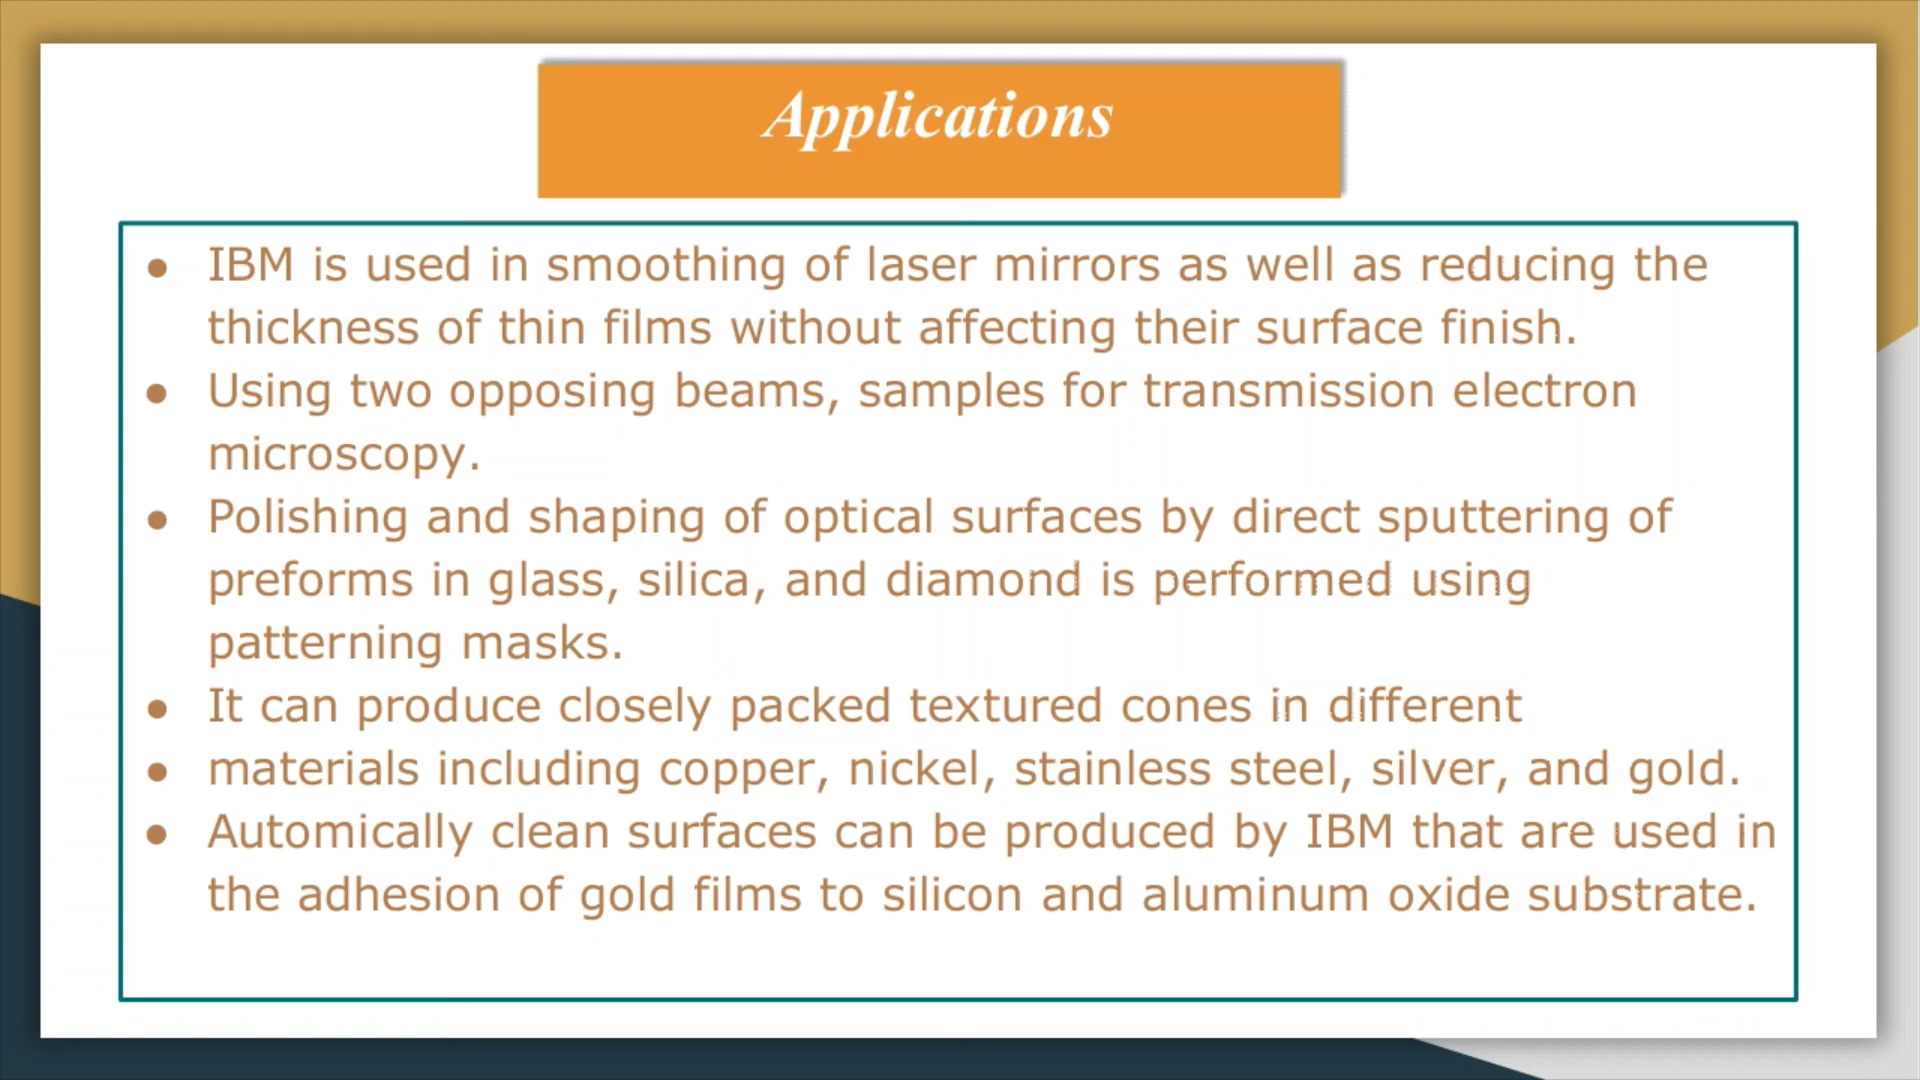 Applications
● IBM is used in smoothing of laser mirrors as well as reducing the
thickness of thin films without affecting their surface finish.
● Using two opposing beams, samples for transmission electron
microscopy.
● Polishing and shaping of optical surfaces by direct sputtering of
preforms in glass, silica, and diamond is performed using
patterning masks.
● It can produce closely packed textured cones in different
● materials including copper, nickel, stainless steel, silver, and gold.
● Automically clean surfaces can be produced by IBM that are used in
the adhesion of gold films to silicon and aluminum oxide substrate.